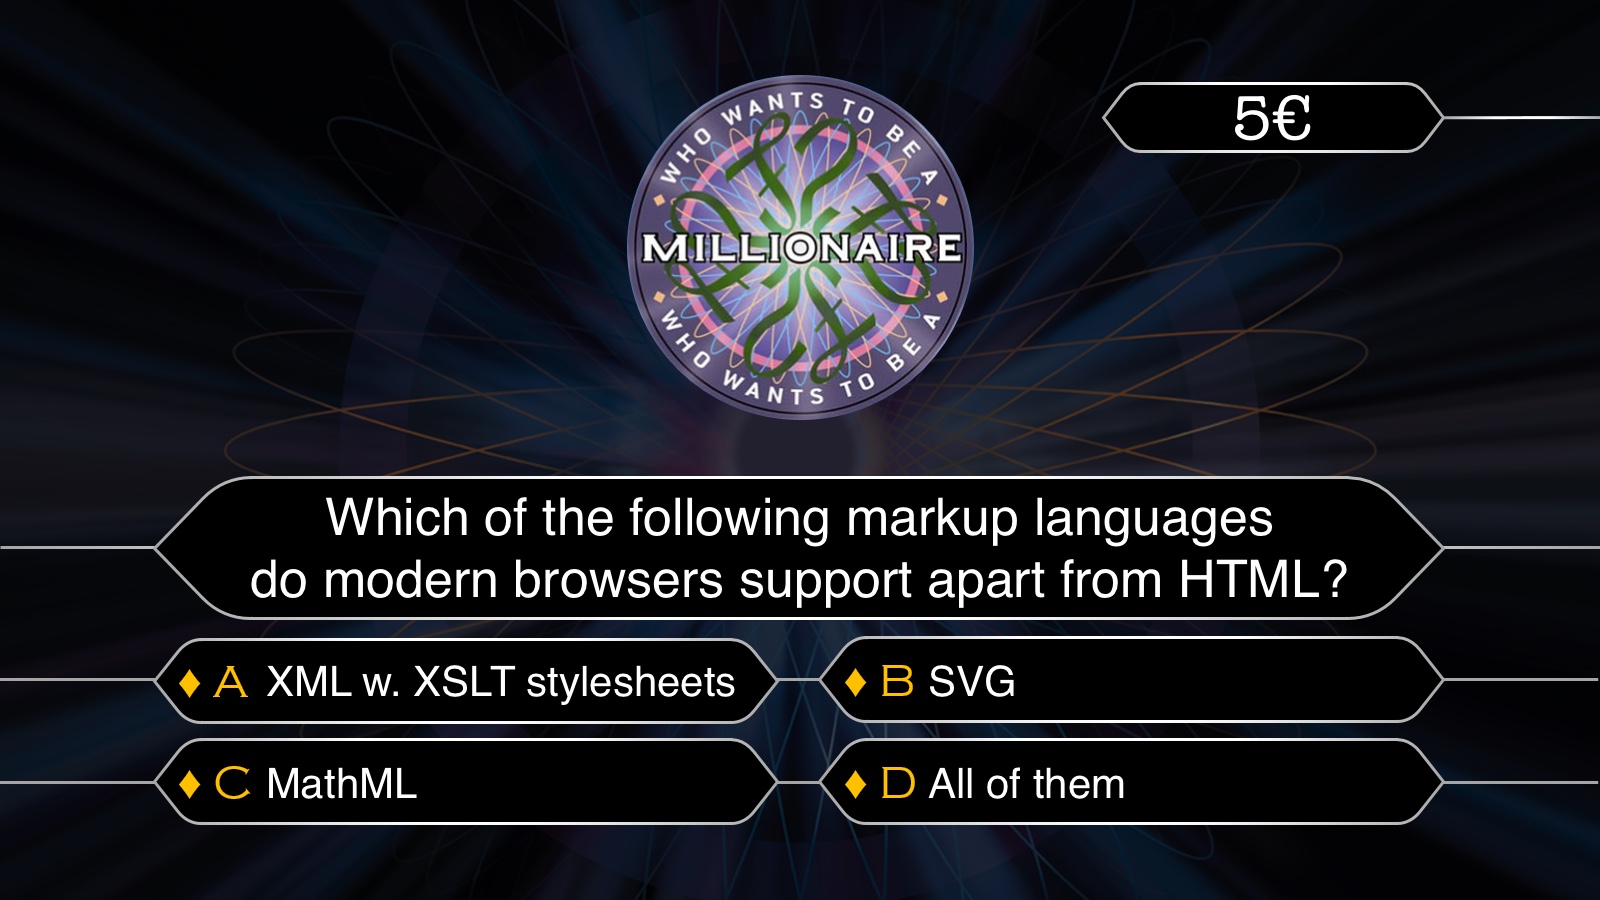 WHO WANTS TO BE A
MILLIONAIRE
WHO WANTS TO BE A
5€
Which of the following markup languages
do modern browsers support apart from HTML?
A XML w. XSLT stylesheets
B SVG
C MathML
D All of them